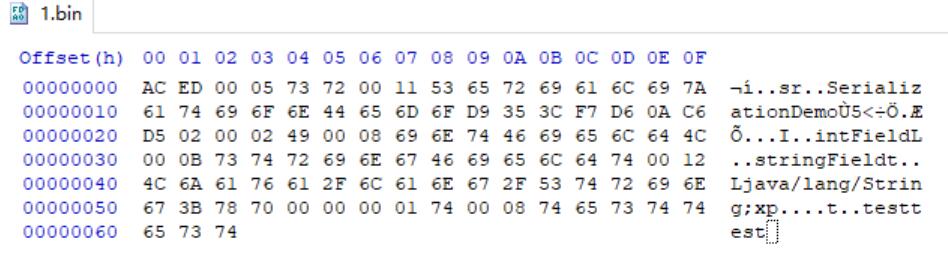 1.bin
Offset(h) 00 01 02 03 04 05 06 07 08 09 0A 0B 0C 0D 0E 0F
00000000 AC ED 00 05 73 72 00 11 53 65 72 69 61 6C 69 7A ¬í..sr..Serializ
00000010 61 74 69 6F 6E 44 65 6D 6F D9 35 3C F7 D6 0A C6 ationDemoÙ5<÷Ö.Æ
00000020 D5 02 00 02 49 00 08 69 6E 74 46 69 65 6C 64 4C Õ...I..intFieldL
00000030 00 0B 73 74 72 69 6E 67 46 69 65 6C 64 74 00 12 ..stringFieldt..
00000040 4C 6A 61 76 61 2F 6C 61 6E 67 2F 53 74 72 69 6E Ljava/lang/Strin
00000050 67 3B 78 70 00 00 00 01 74 00 08 74 65 73 74 74 g;xp....t..testt
00000060 65 73 74 est